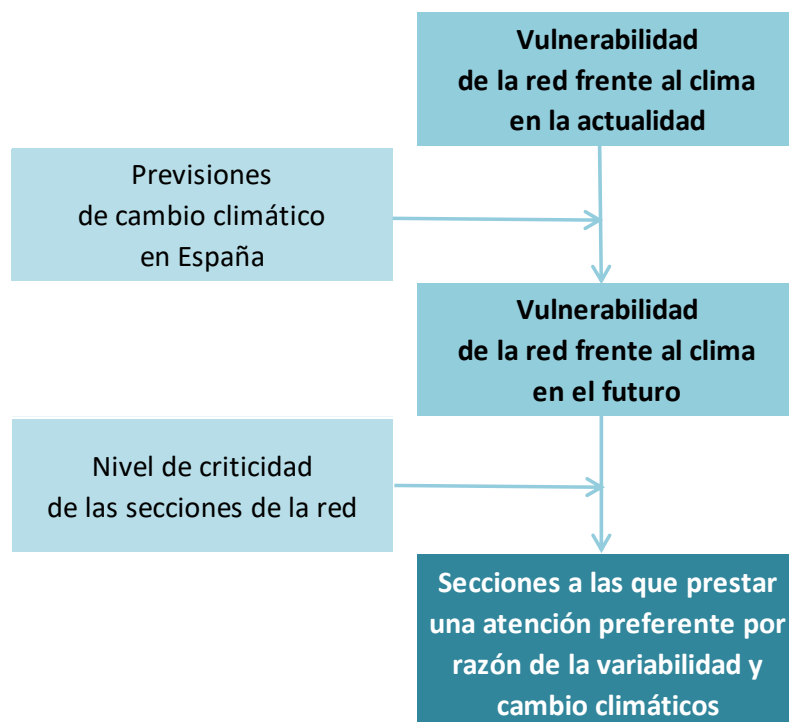 Vulnerabilidad
de la red frente al clima
en la actualidad
Previsiones
de cambio climático
en España
Vulnerabilidad
de la red frente al clima
en el futuro
Nivel de criticidad
de las secciones de la red
Secciones a las que prestar
una atención preferente por
razón de la variabilidad y
cambio climáticos